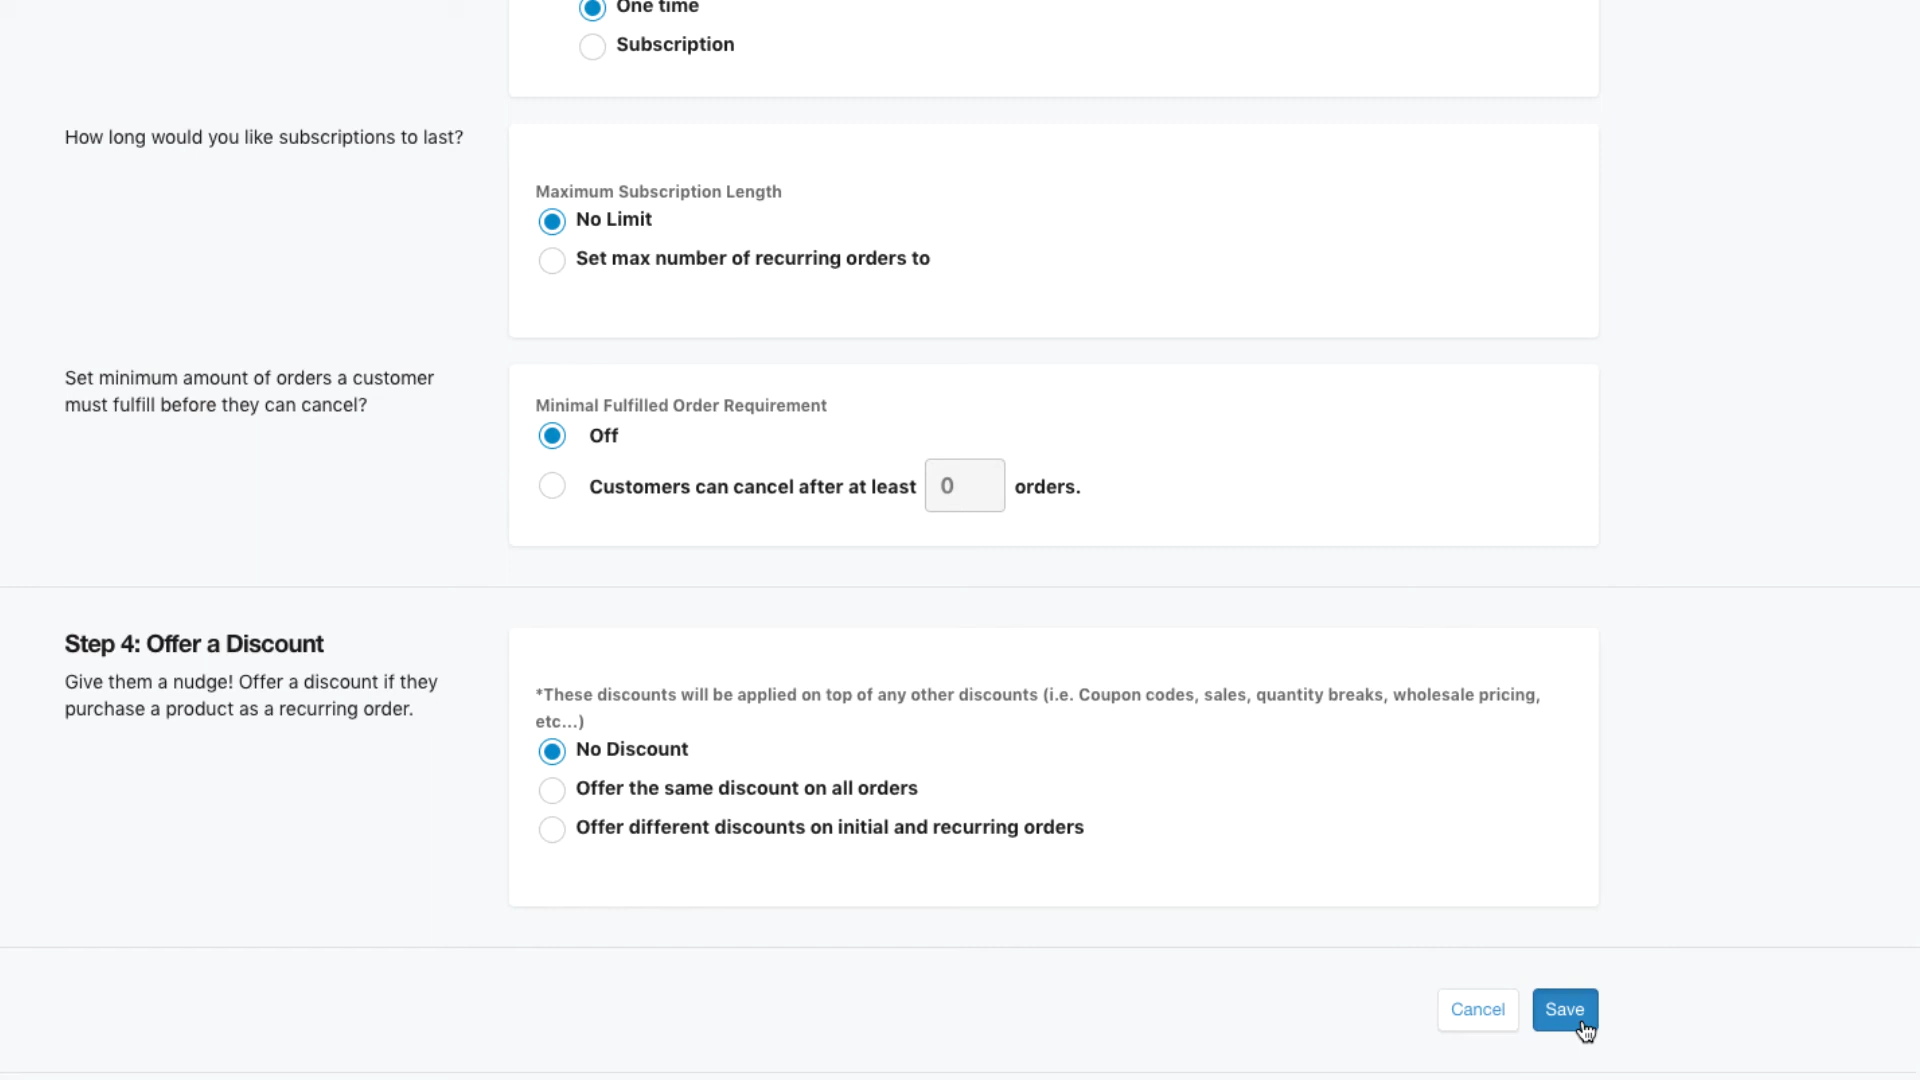 One time
Subscription
How long would you like subscriptions to last?
Maximum Subscription Length
No Limit
Set max number of recurring orders to
Set minimum amount of orders a customer
must fulfill before they can cancel?
Minimal Fulfilled Order Requirement
Off
Customers can cancel after at least 0 orders.
Step 4: Offer a Discount
Give them a nudge! Offer a discount if they
purchase a product as a recurring order.
*These discounts will be applied on top of any other discounts (i.e. Coupon codes, sales, quantity breaks, wholesale pricing,
etc...)
No Discount
Offer the same discount on all orders
Offer different discounts on initial and recurring orders
Cancel Save